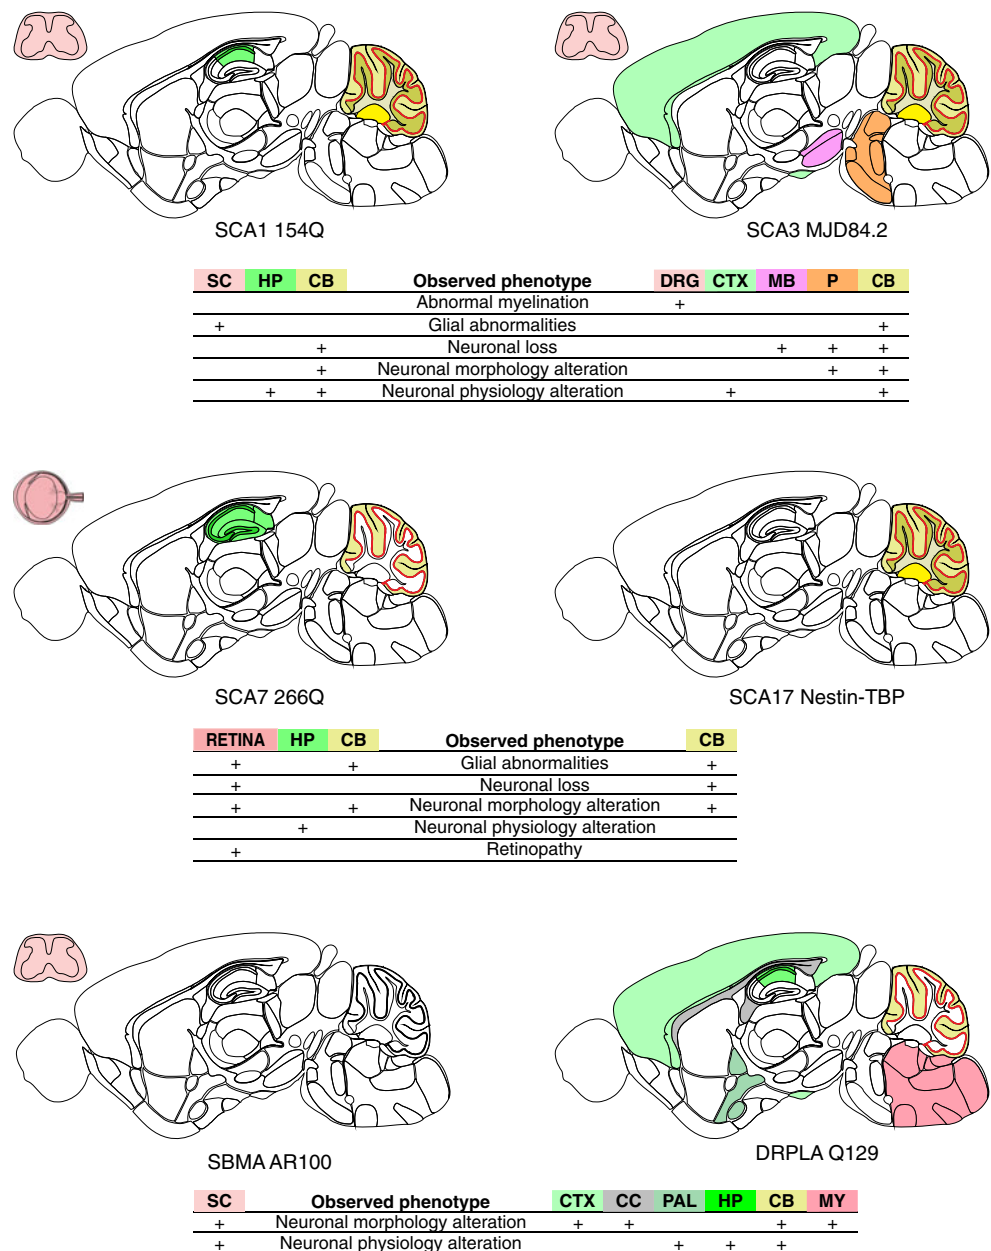 SCA1 154Q SCA3 MJD84.2
SC HP CB Observed phenotype DRG CTX MB P CB
Abnormal myelination +
+ Glial abnormalities +
+ Neuronal loss + + +
+ Neuronal morphology alteration + +
+ + Neuronal physiology alteration + +
SCA7 266Q SCA17 Nestin-TBP
RETINA HP CB Observed phenotype CB
+ + Glial abnormalities +
+ Neuronal loss +
+ + Neuronal morphology alteration +
+ Neuronal physiology alteration
+ Retinopathy
SBMA AR100 DRPLA Q129
SC Observed phenotype CTX CC PAL HP CB MY
+ Neuronal morphology alteration + + + +
+ Neuronal physiology alteration + + +